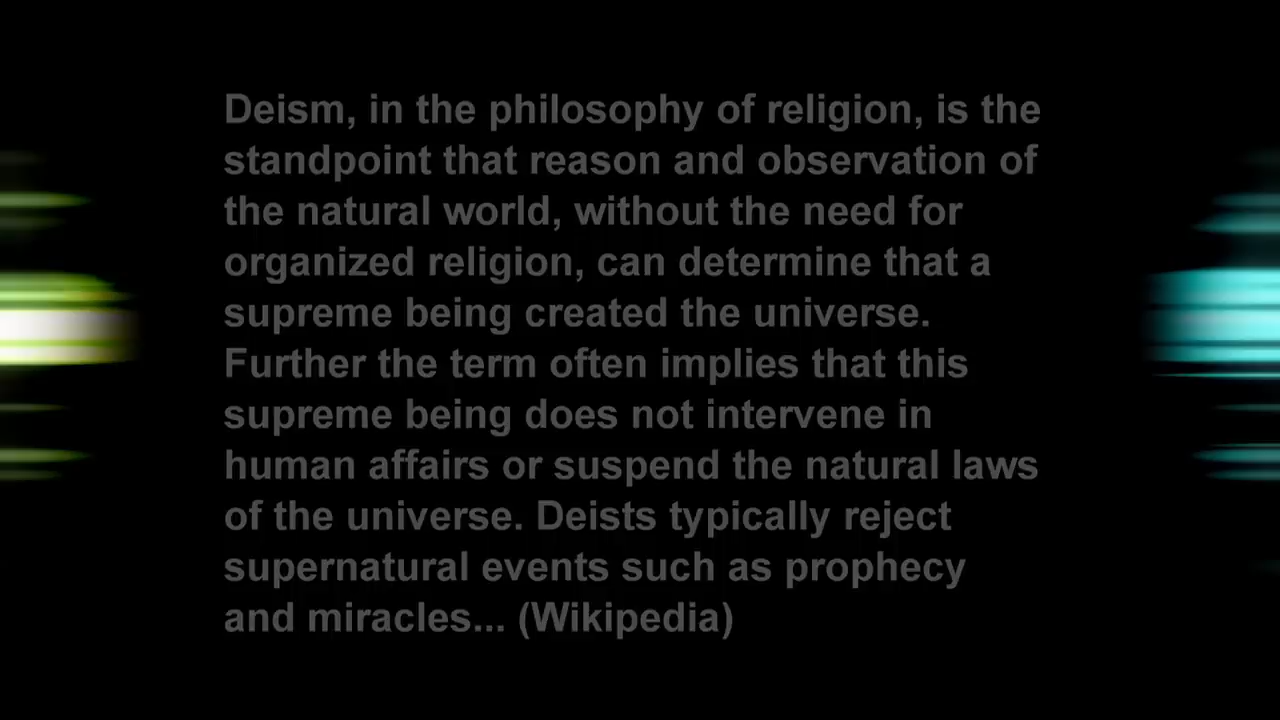 Deism, in the philosophy of religion, is the
standpoint that reason and observation of
the natural world, without the need for
organized religion, can determine that a
supreme being created the universe.
Further the term often implies that this
supreme being does not intervene in
human affairs or suspend the natural laws
of the universe. Deists typically reject
supernatural events such as prophecy
and miracles... (Wikipedia)